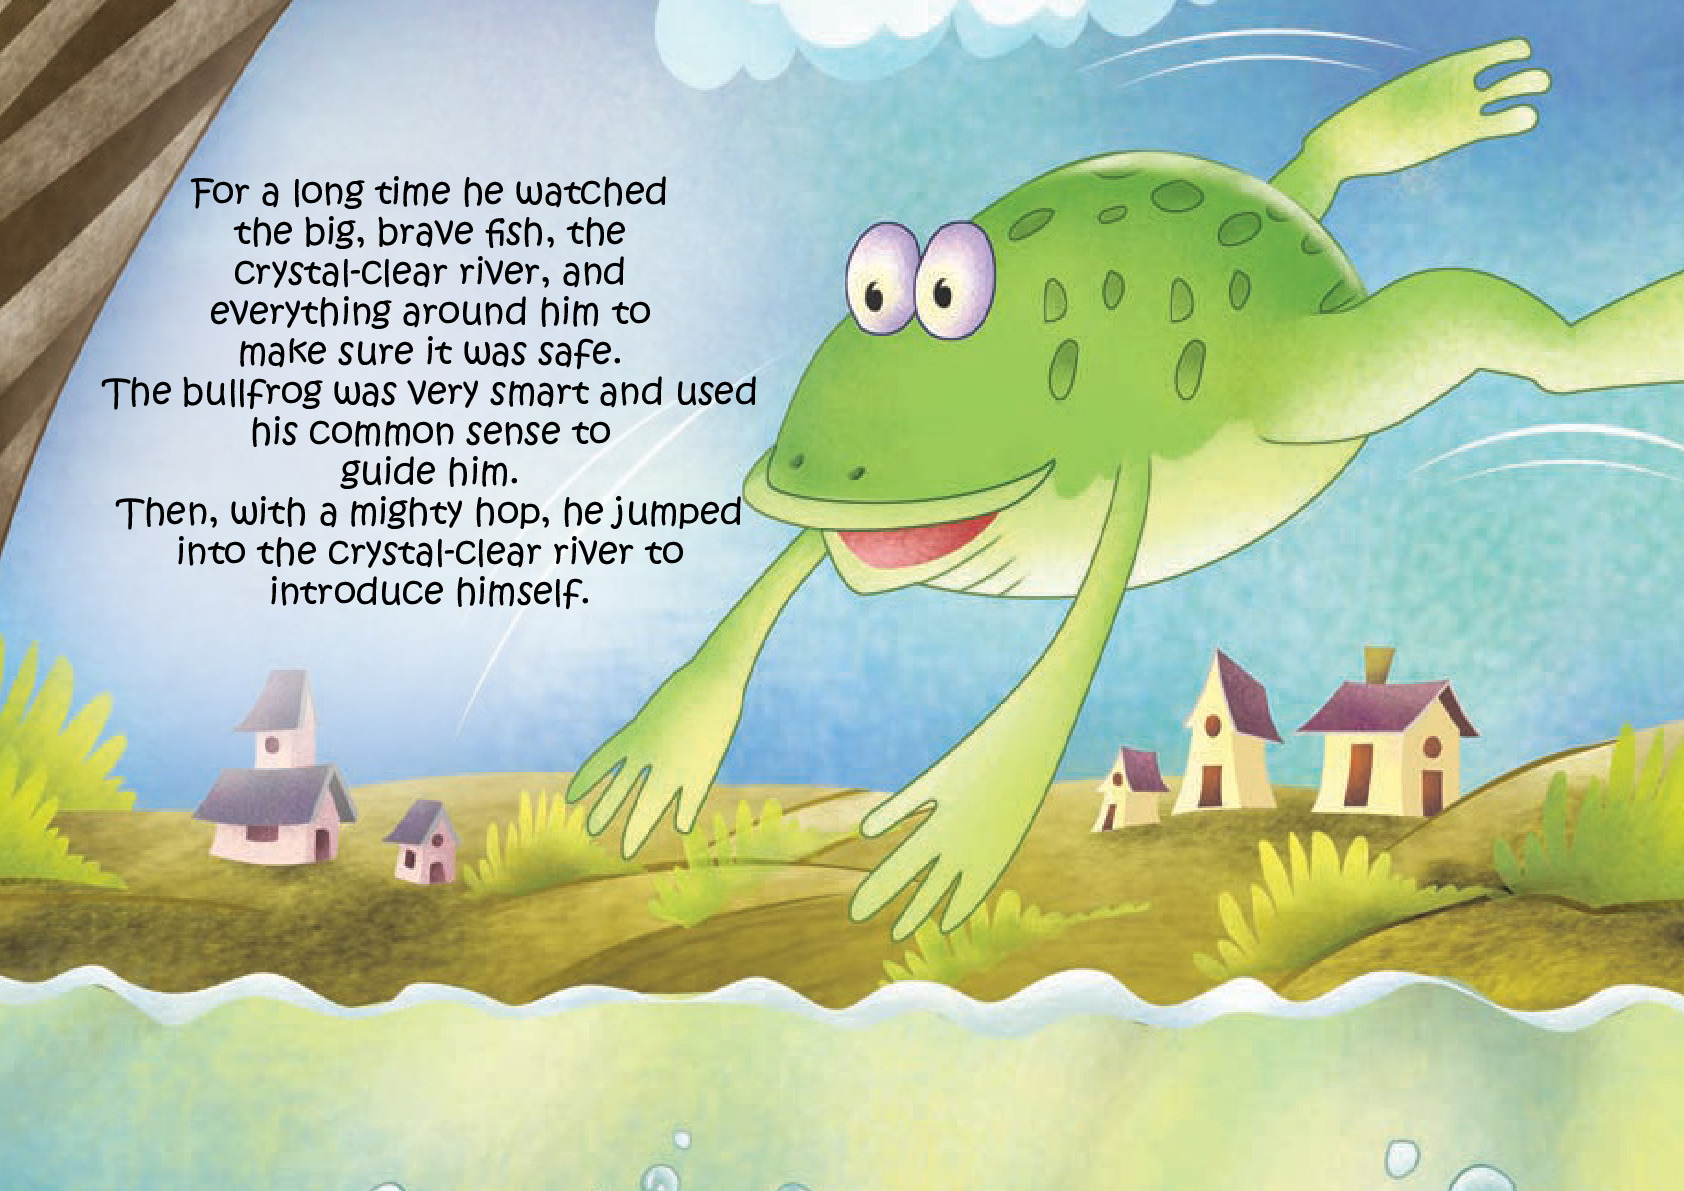 For a long time he watched
the big, brave fish, the
crystal-clear river, and
everything around him to
make sure it was safe.
The bullfrog was very smart and used
his common sense to
guide him.
Then, with a mighty hop, he jumped
into the crystal-clear river to
introduce himself.